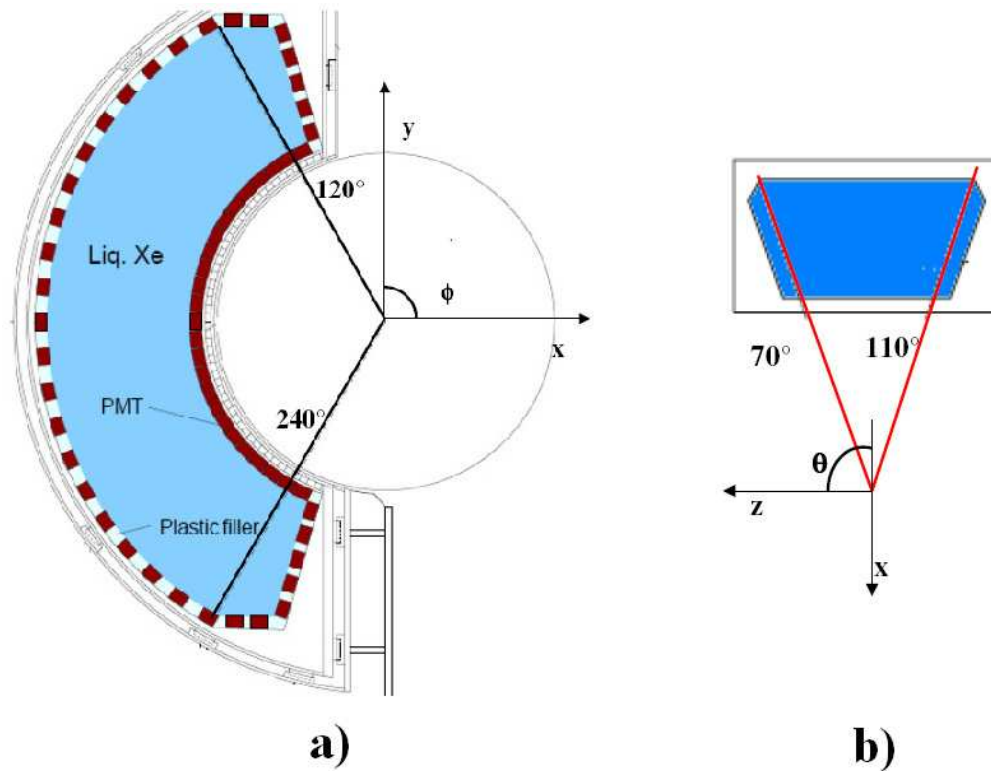 y
120°
Liq. Xe
ϕ
x
PMT
240°
Plastic filler
a)
70°
110°
θ
z
x
b)